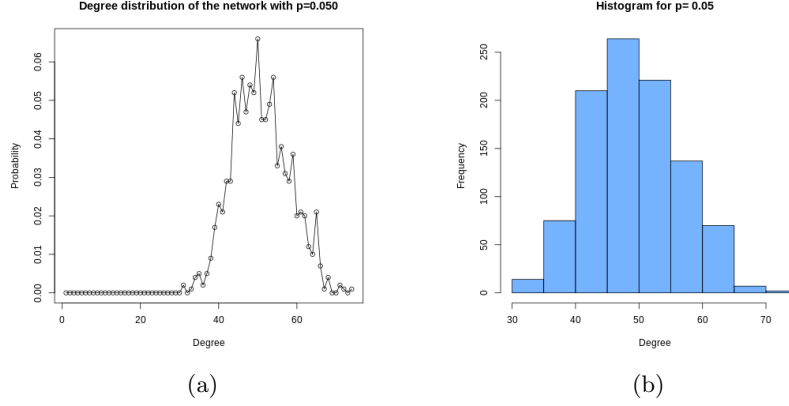 Degree distribution of the network with p=0.050
Probability
0.06
0.05
0.04
0.03
0.02
0.01
0.00
0 20 40 60
Degree
(a)
Histogram for p= 0.05
Frequency
250
200
150
100
50
0
30 40 50 60 70
Degree
(b)